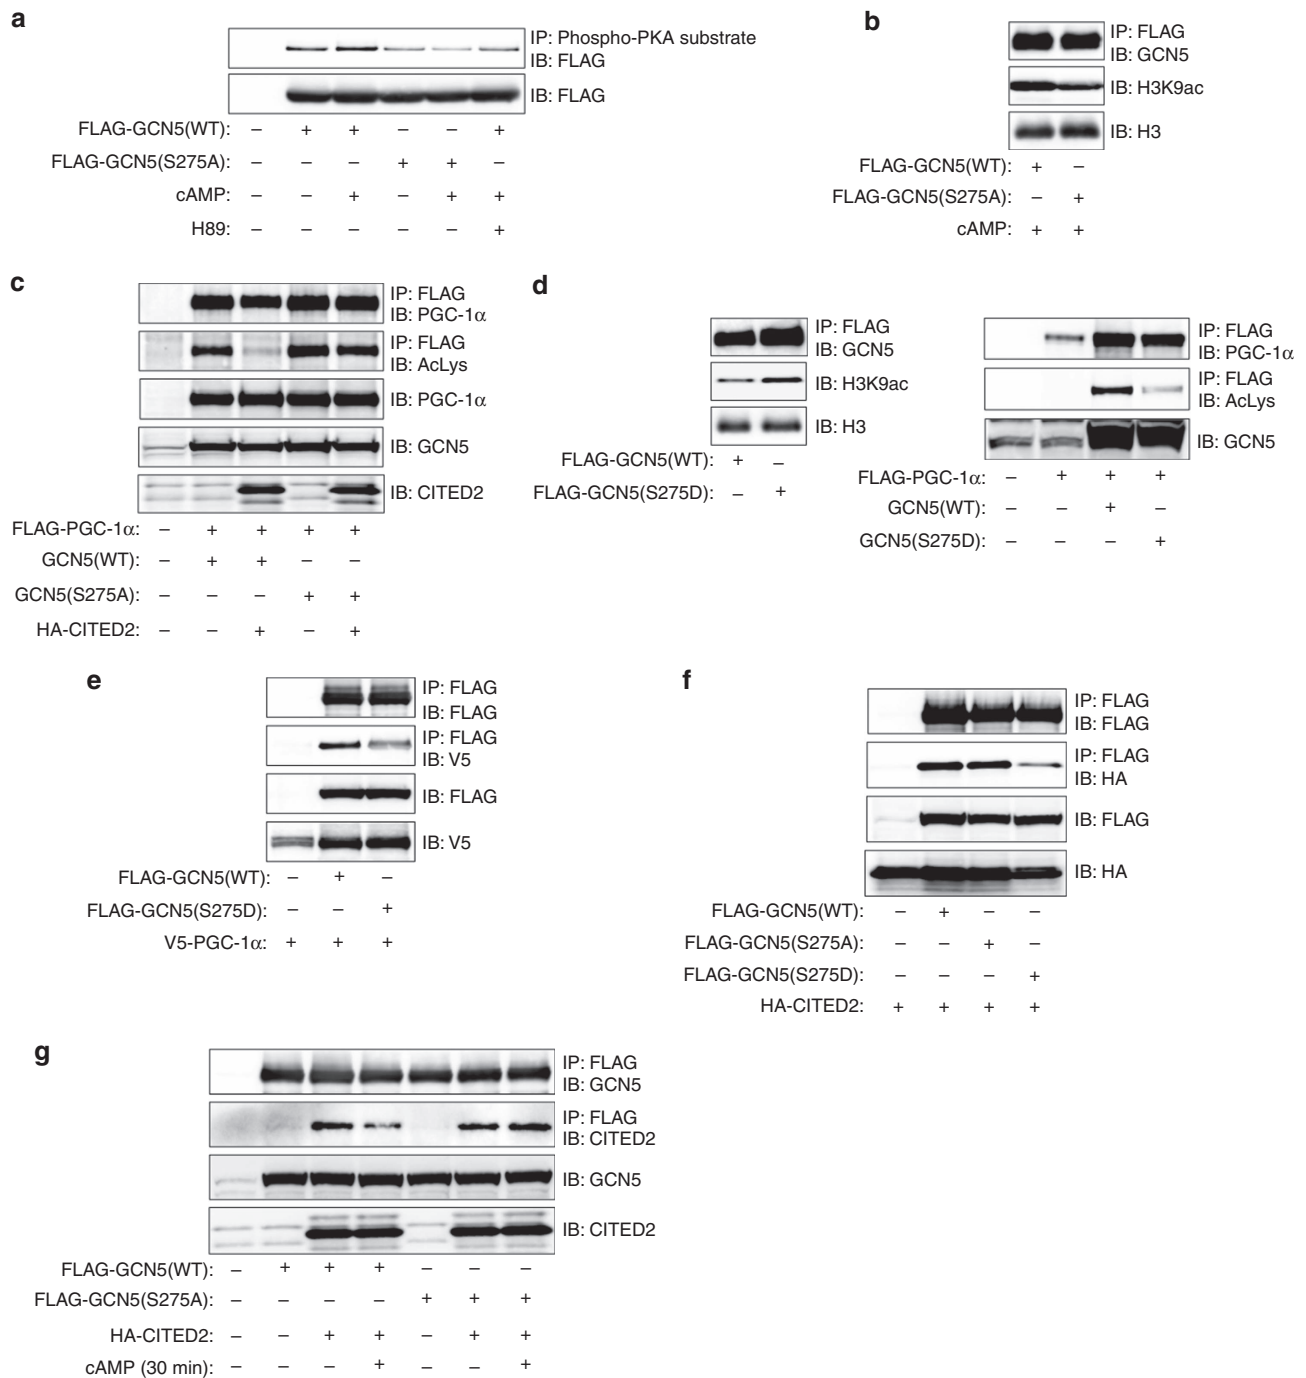 a
IP: Phospho-PKA substrate
IB: FLAG
IB: FLAG
FLAG-GCN5(WT): – + + – – +
FLAG-GCN5(S275A): – – – + + –
cAMP: – – + – + +
H89: – – – – – +
b
IP: FLAG
IB: GCN5
IB: H3K9ac
IB: H3
FLAG-GCN5(WT): + –
FLAG-GCN5(S275A): – +
cAMP: + +
c
IP: FLAG
IB: PGC-1α
IP: FLAG
IB: AcLys
IB: PGC-1α
IB: GCN5
IB: CITED2
FLAG-PGC-1α: – + + + +
GCN5(WT): – + + – –
GCN5(S275A): – – – + +
HA-CITED2: – – + – +
d
IP: FLAG
IB: GCN5
IB: H3K9ac
IB: H3
FLAG-GCN5(WT): + –
FLAG-GCN5(S275D): – +
IP: FLAG
IB: PGC-1α
IP: FLAG
IB: AcLys
IB: GCN5
FLAG-PGC-1α: – + + +
GCN5(WT): – – + –
GCN5(S275D): – – – +
e
IP: FLAG
IB: FLAG
IP: FLAG
IB: V5
IB: FLAG
IB: V5
FLAG-GCN5(WT): – + –
FLAG-GCN5(S275D): – – +
V5-PGC-1α: + + +
f
IP: FLAG
IB: FLAG
IP: FLAG
IB: HA
IB: FLAG
IB: HA
FLAG-GCN5(WT): – + – –
FLAG-GCN5(S275A): – – + –
FLAG-GCN5(S275D): – – – +
HA-CITED2: + + + +
g
IP: FLAG
IB: GCN5
IP: FLAG
IB: CITED2
IB: GCN5
IB: CITED2
FLAG-GCN5(WT): – + + + – – –
FLAG-GCN5(S275A): – – – – + + +
HA-CITED2: – – + + – + +
cAMP (30 min): – – – + – – +